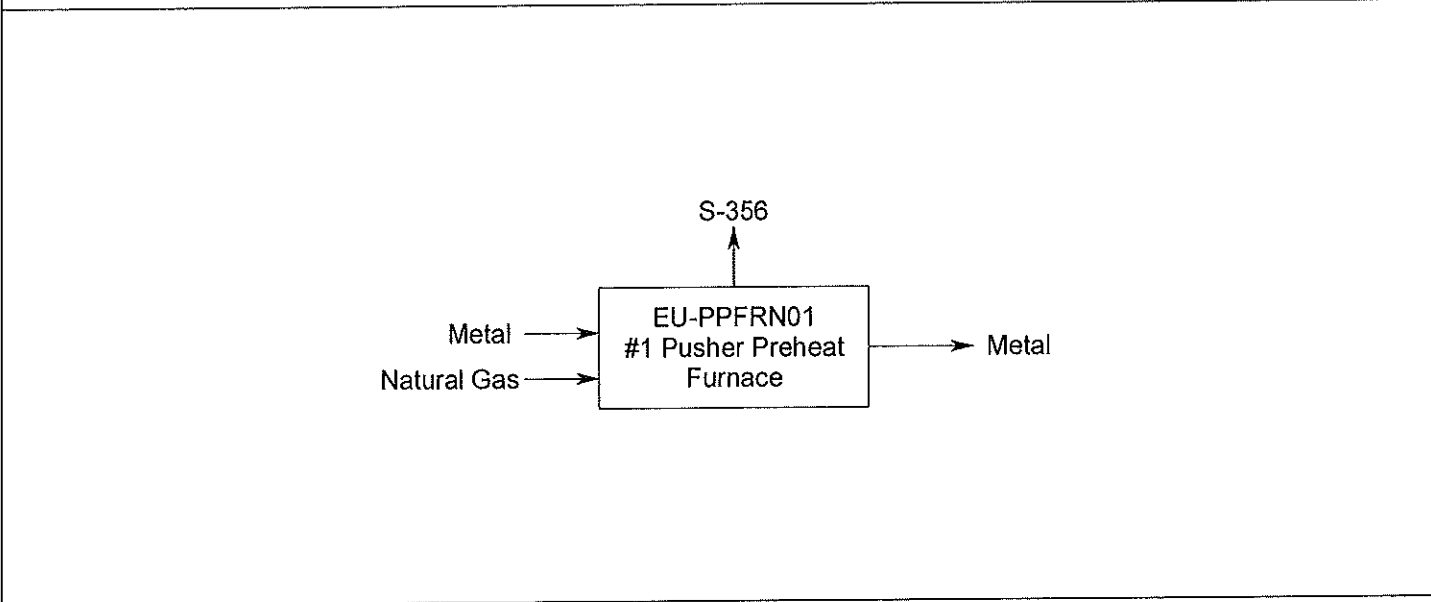 S-356
EU-PPFRN01
#1 Pusher Preheat
Furnace
Metal
Natural Gas
Metal